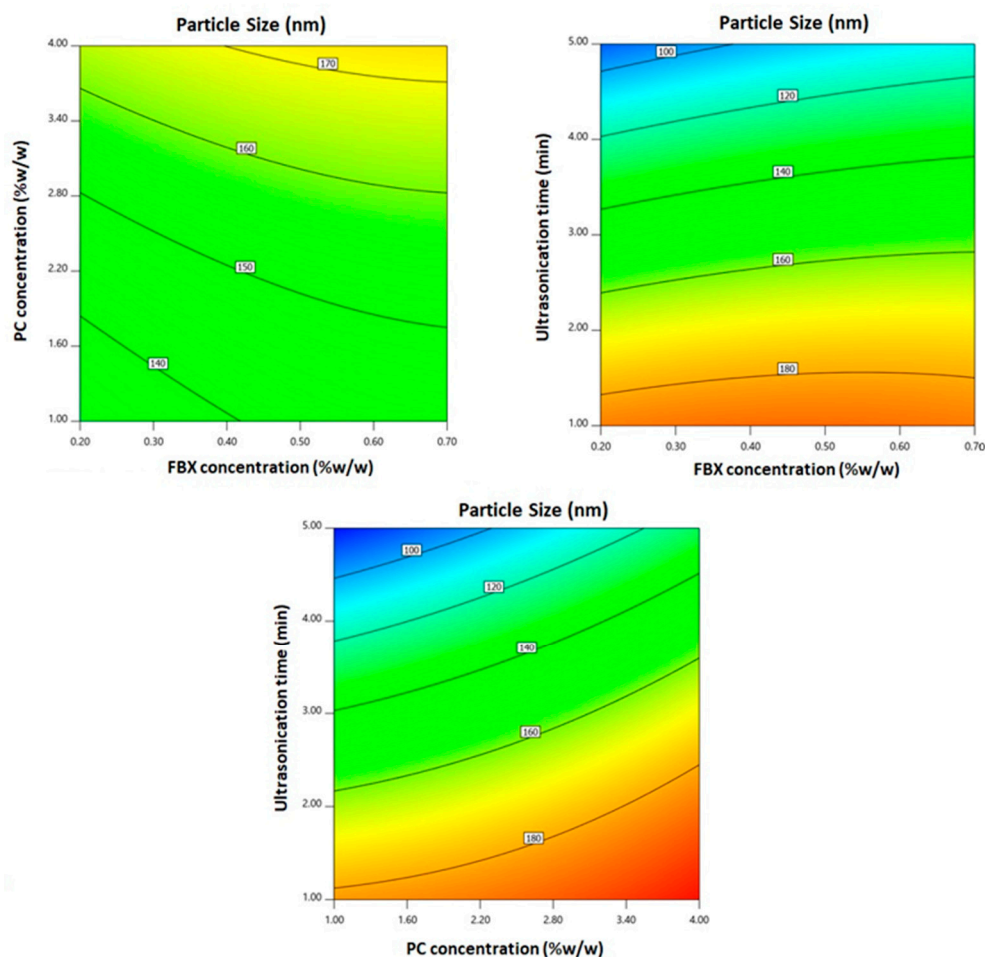 Particle Size (nm)
4.00
3.40
2.80
2.20
1.60
1.00
PC concentration (%w/w)
170
160
150
140
0.20 0.30 0.40 0.50 0.60 0.70
FBX concentration (%w/w)
Particle Size (nm)
5.00
4.00
3.00
2.00
1.00
Ultrasonication time (min)
100
120
140
160
180
0.20 0.30 0.40 0.50 0.60 0.70
FBX concentration (%w/w)
Particle Size (nm)
5.00
4.00
3.00
2.00
1.00
Ultrasonication time (min)
100
120
140
160
180
1.00 1.60 2.20 2.80 3.40 4.00
PC concentration (%w/w)